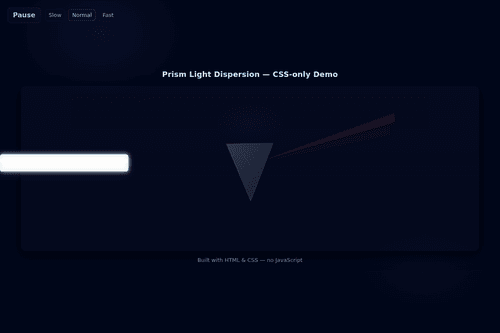 Pause Slow Normal Fast
Prism Light Dispersion — CSS-only Demo
Built with HTML & CSS — no JavaScript